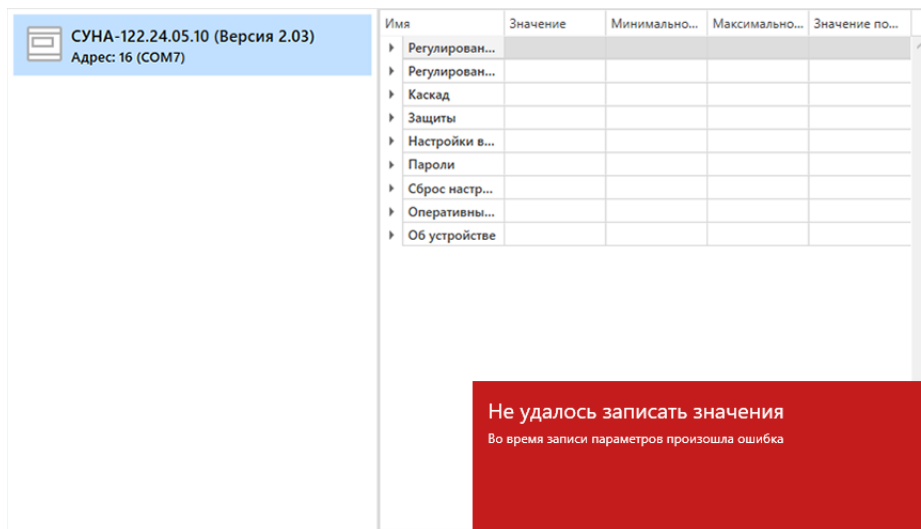 СУНА-122.24.05.10 (Версия 2.03)
Адрес: 16 (COM7)
Имя Значение Минимально... Максимально... Значение по...
Регулирован...
Регулирован...
Каскад
Защиты
Настройки в...
Пароли
Сброс настр...
Оперативны...
Об устройстве
Не удалось записать значения
Во время записи параметров произошла ошибка